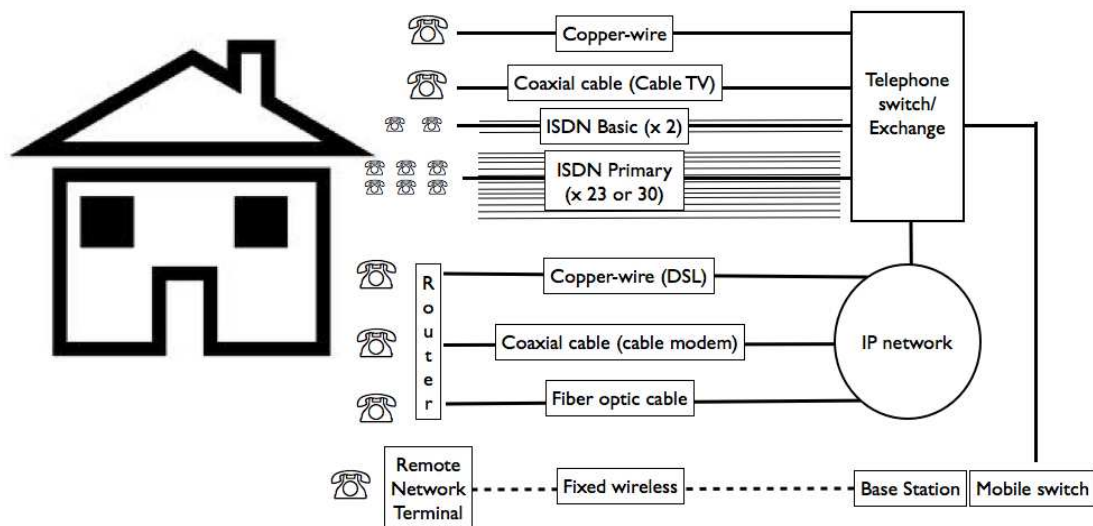 Copper-wire
Coaxial cable (Cable TV)
ISDN Basic (x 2)
ISDN Primary
(x 23 or 30)
Telephone
switch/
Exchange
Router
Copper-wire (DSL)
Coaxial cable (cable modem)
Fiber optic cable
IP network
Remote
Network
Terminal
Fixed wireless
Base Station
Mobile switch